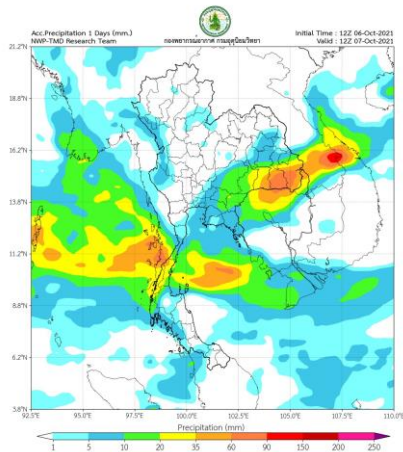 Acc.Precipitation 1 Days (mm.)
NWP-TMD Research Team
กองพยากรณ์อากาศ กรมอุตุนิยมวิทยา
Initial Time : 12Z 06-Oct-2021
Valid : 12Z 07-Oct-2021
21.2°N
18.8°N
16.2°N
13.8°N
11.2°N
8.8°N
6.2°N
3.8°N
92.5°E 95.0°E 97.5°E 100.0°E 102.5°E 105.0°E 107.5°E 110.0°E
Precipitation (mm)
1 5 10 20 35 60 90 150 200 250